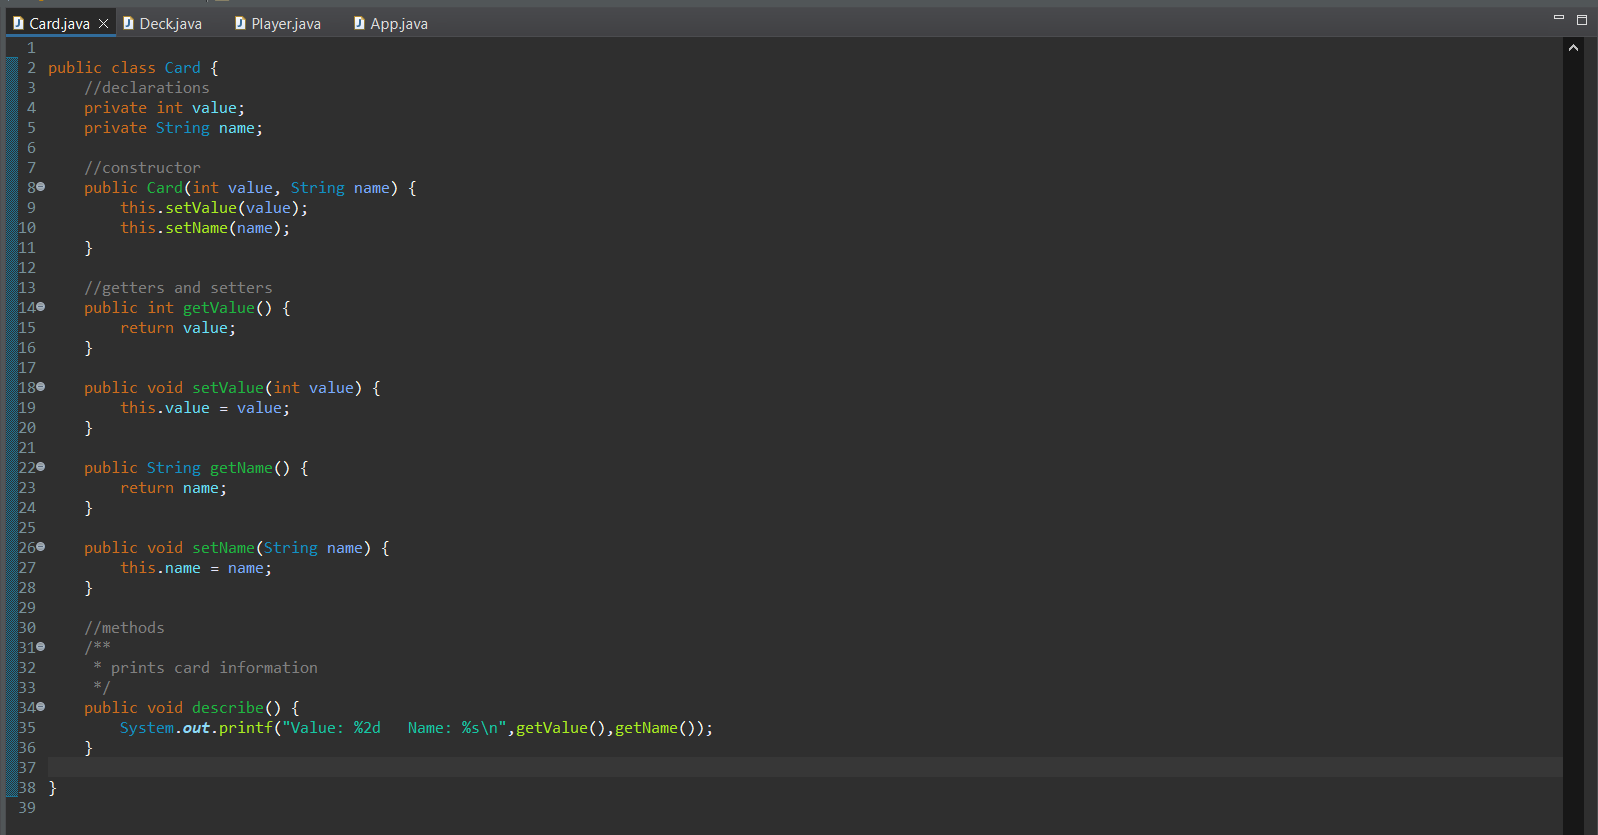 Card.java Deck.java Player.java App.java
1
2 public class Card {
3     //declarations
4     private int value;
5     private String name;
6
7     //constructor
8     public Card(int value, String name) {
9         this.setValue(value);
10         this.setName(name);
11     }
12
13     //getters and setters
14     public int getValue() {
15         return value;
16     }
17
18     public void setValue(int value) {
19         this.value = value;
20     }
21
22     public String getName() {
23         return name;
24     }
25
26     public void setName(String name) {
27         this.name = name;
28     }
29
30     //methods
31     /**
32      * prints card information
33      */
34     public void describe() {
35         System.out.printf("Value: %2d   Name: %s\n",getValue(),getName());
36     }
37
38 }
39